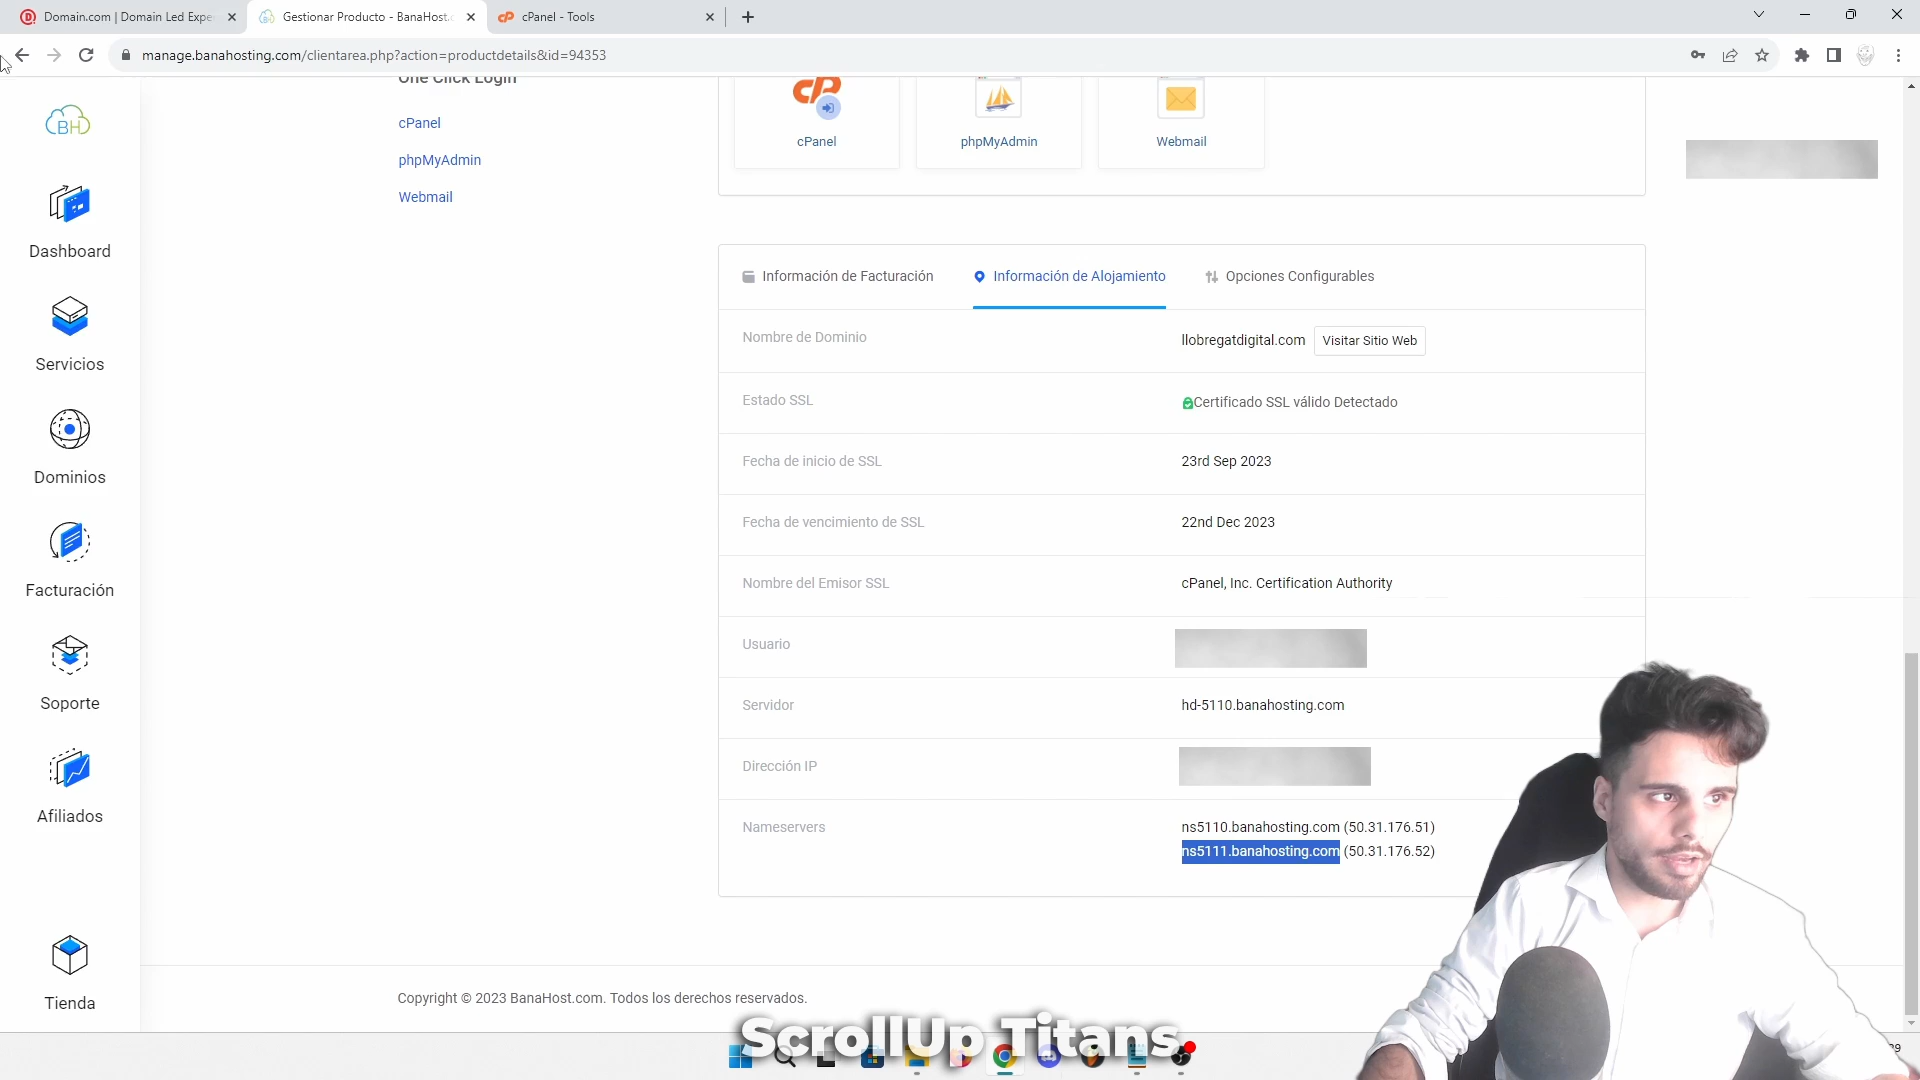 Domain.com | Domain Led Expe
Gestionar Producto - BanaHost.c
cPanel - Tools
manage.banahosting.com/clientarea.php?action=productdetails&id=94353
BH
Dashboard
Servicios
Dominios
Facturación
Soporte
Afiliados
Tienda
One Click Login
cPanel
phpMyAdmin
Webmail
cP
cPanel
phpMyAdmin
Webmail
Información de Facturación
Información de Alojamiento
Opciones Configurables
Nombre de Dominio
llobregatdigital.com
Visitar Sitio Web
Estado SSL
Certificado SSL válido Detectado
Fecha de inicio de SSL
23rd Sep 2023
Fecha de vencimiento de SSL
22nd Dec 2023
Nombre del Emisor SSL
cPanel, Inc. Certification Authority
Usuario
Servidor
hd-5110.banahosting.com
Dirección IP
Nameservers
ns5110.banahosting.com (50.31.176.51)
ns5111.banahosting.com (50.31.176.52)
Copyright © 2023 BanaHost.com. Todos los derechos reservados.
ScrollUp Titans